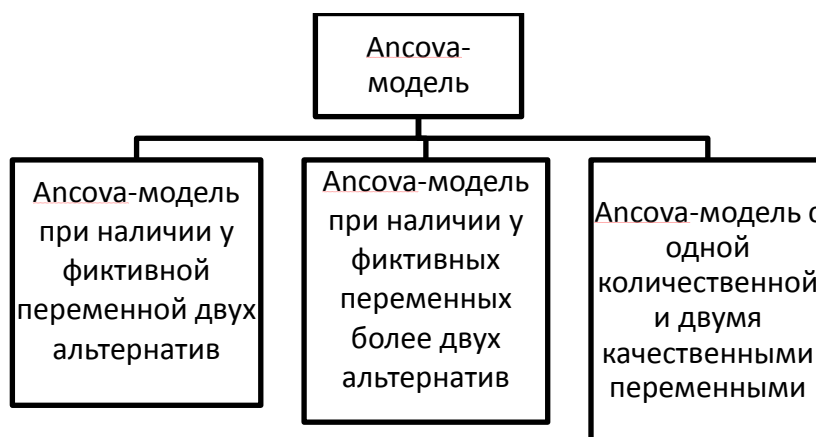 Ancova-
модель
Ancova-модель
при наличии у
фиктивной
переменной двух
альтернатив
Ancova-модель
при наличии у
фиктивных
переменных
более двух
альтернатив
Ancova-модель с
одной
количественной
и двумя
качественными
переменными